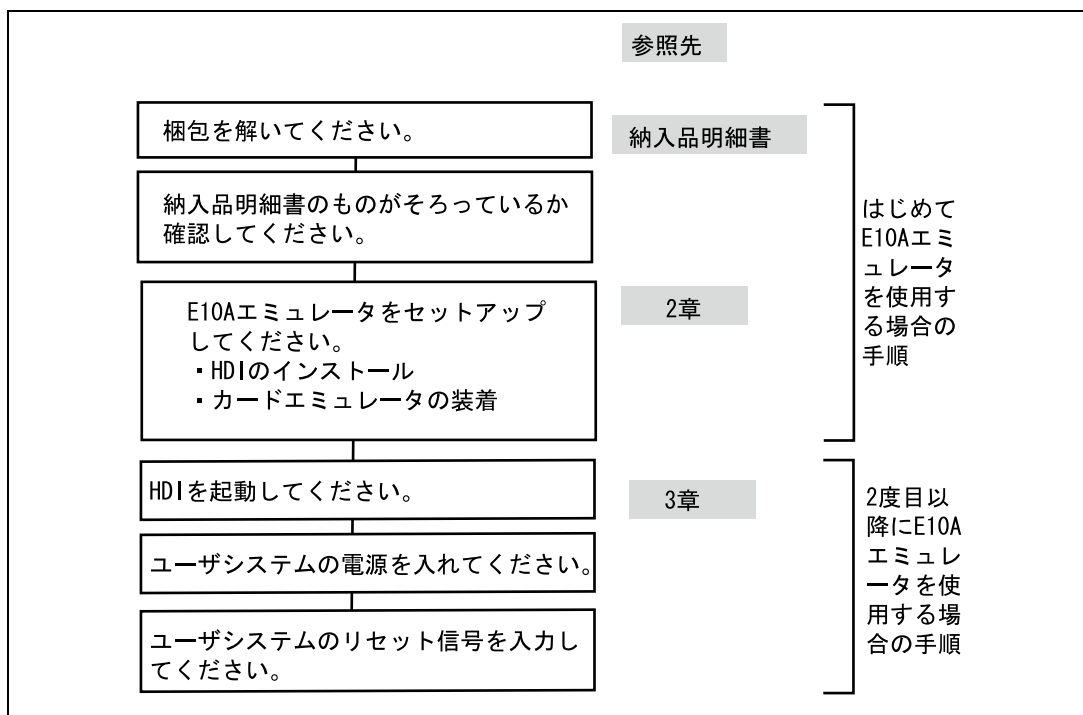 参照先
梱包を解いてください。
納入品明細書
納入品明細書のものがそろっているか
確認してください。
E10Aエミュレータをセットアップ
してください。
・HDIのインストール
・カードエミュレータの装着
2章
はじめて
E10Aエミ
ュレータ
を使用す
る場合の
手順
HDIを起動してください。
3章
ユーザシステムの電源を入れてください。
ユーザシステムのリセット信号を入力し
てください。
2度目以
降にE10A
エミュレ
ータを使
用する場
合の手順